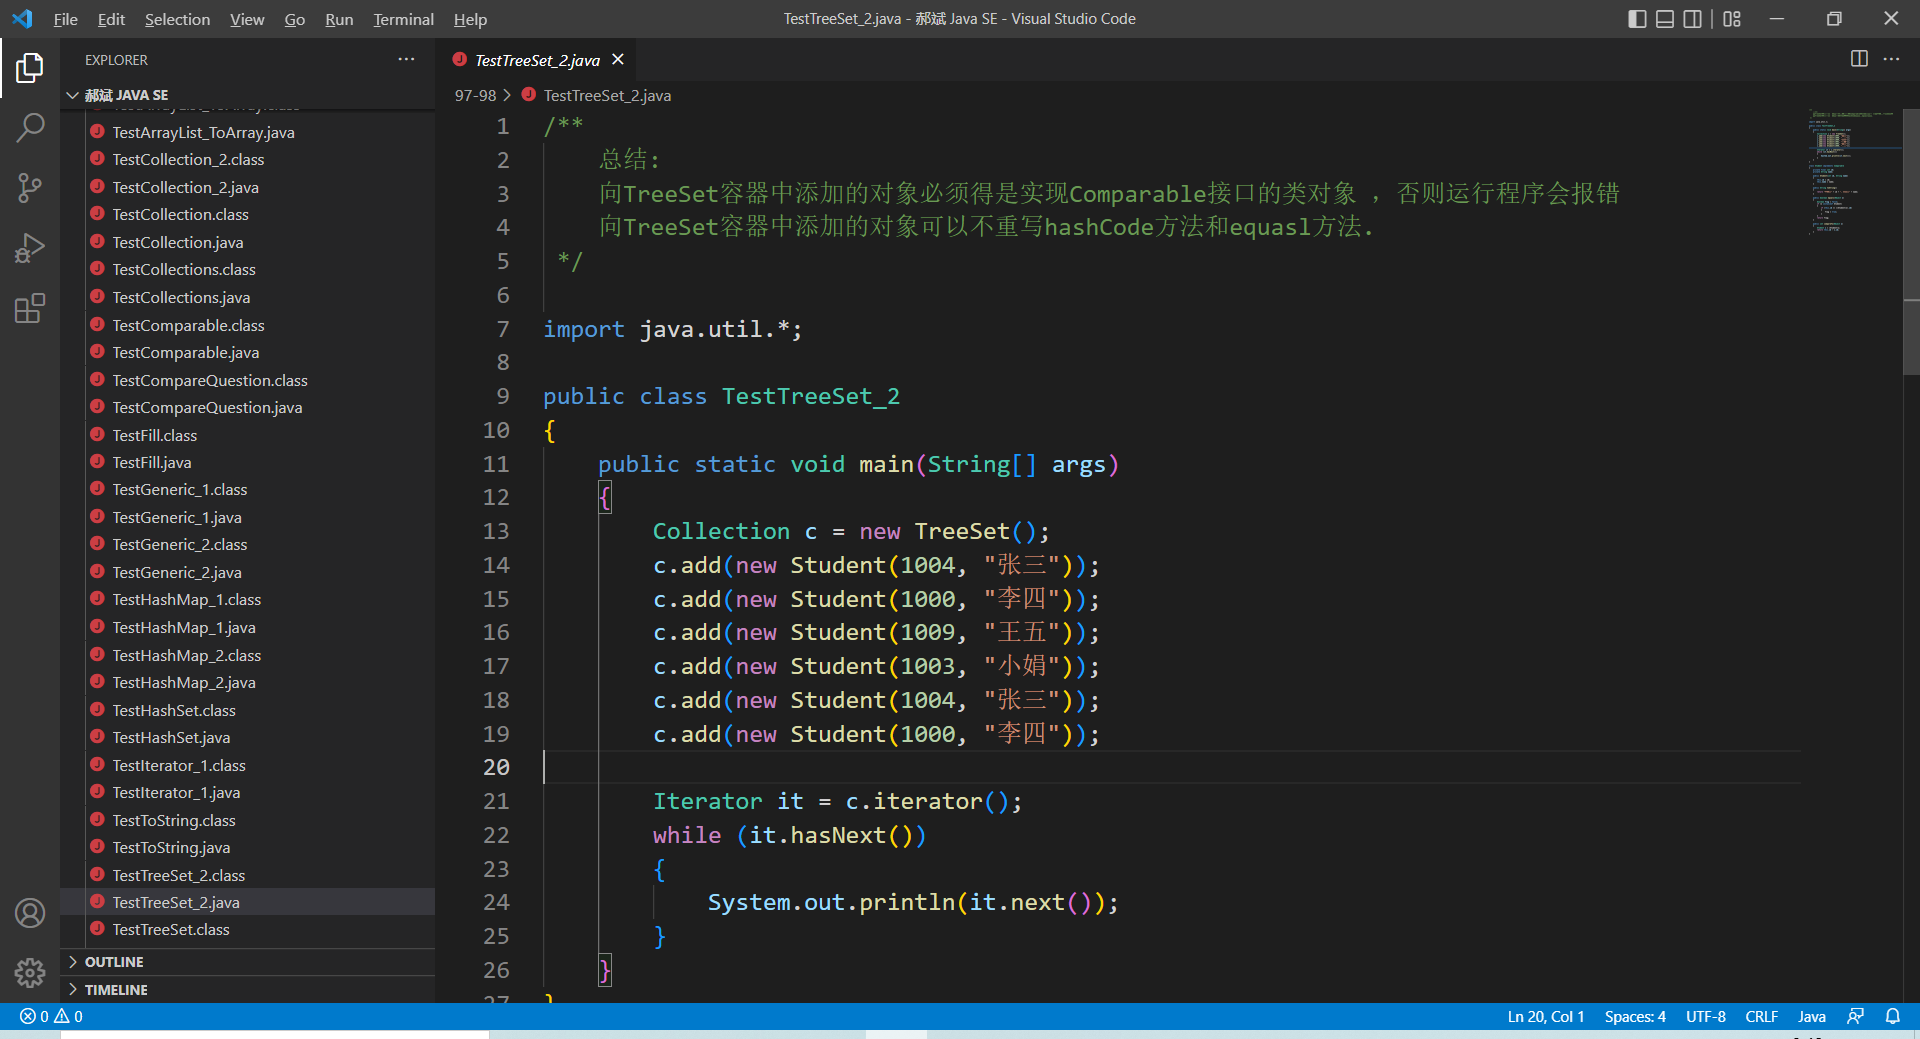 File Edit Selection View Go Run Terminal Help
TestTreeSet_2.java - 郝斌 Java SE - Visual Studio Code
EXPLORER
郝斌 JAVA SE
TestArrayList_ToArray.class
TestArrayList_ToArray.java
TestCollection_2.class
TestCollection_2.java
TestCollection.class
TestCollection.java
TestCollections.class
TestCollections.java
TestComparable.class
TestComparable.java
TestCompareQuestion.class
TestCompareQuestion.java
TestFill.class
TestFill.java
TestGeneric_1.class
TestGeneric_1.java
TestGeneric_2.class
TestGeneric_2.java
TestHashMap_1.class
TestHashMap_1.java
TestHashMap_2.class
TestHashMap_2.java
TestHashSet.class
TestHashSet.java
TestIterator_1.class
TestIterator_1.java
TestToString.class
TestToString.java
TestTreeSet_2.class
TestTreeSet_2.java
TestTreeSet.class
OUTLINE
TIMELINE
TestTreeSet_2.java
97-98 > TestTreeSet_2.java
1 /**
2 总结:
3 向TreeSet容器中添加的对象必须得是实现Comparable接口的类对象 , 否则运行程序会报错
4 向TreeSet容器中添加的对象可以不重写hashCode方法和equasl方法.
5 */
6
7 import java.util.*;
8
9 public class TestTreeSet_2
10 {
11 public static void main(String[] args)
12 {
13 Collection c = new TreeSet();
14 c.add(new Student(1004, "张三"));
15 c.add(new Student(1000, "李四"));
16 c.add(new Student(1009, "王五"));
17 c.add(new Student(1003, "小娟"));
18 c.add(new Student(1004, "张三"));
19 c.add(new Student(1000, "李四"));
20
21 Iterator it = c.iterator();
22 while (it.hasNext())
23 {
24 System.out.println(it.next());
25 }
26 }
27 }
0 0
Ln 20, Col 1 Spaces: 4 UTF-8 CRLF Java